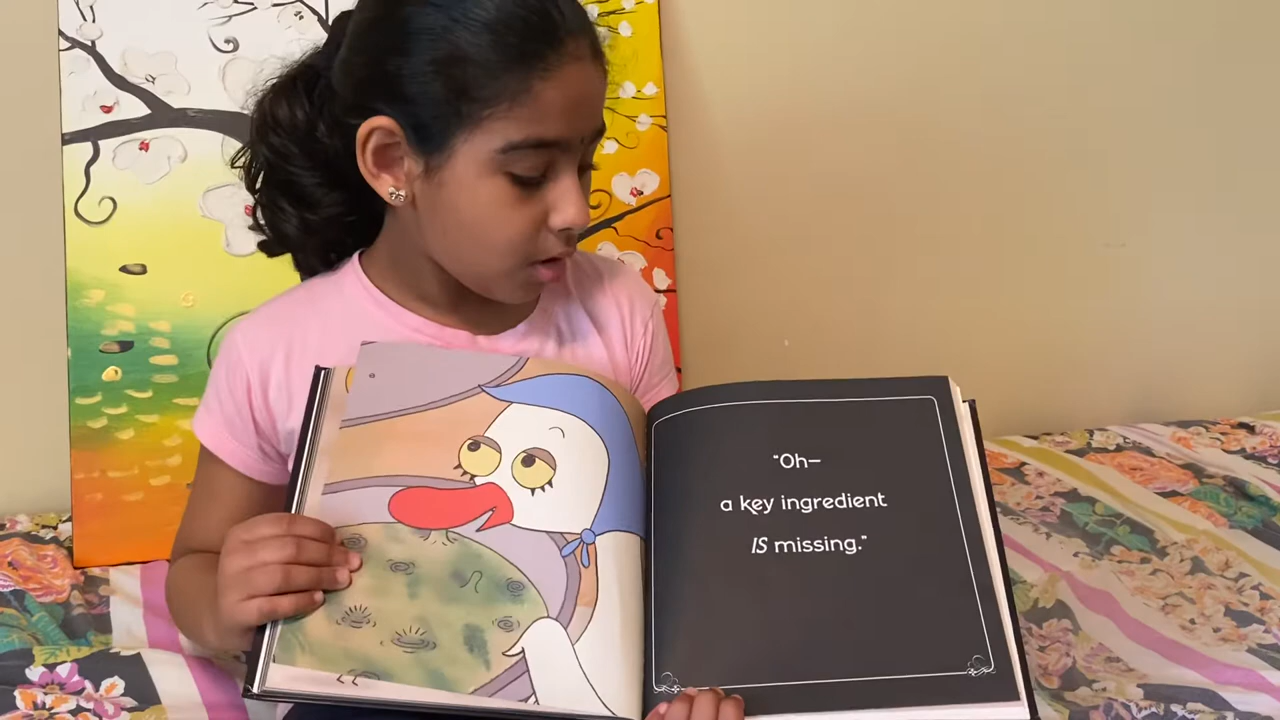 "Oh—
a key ingredient
IS missing."